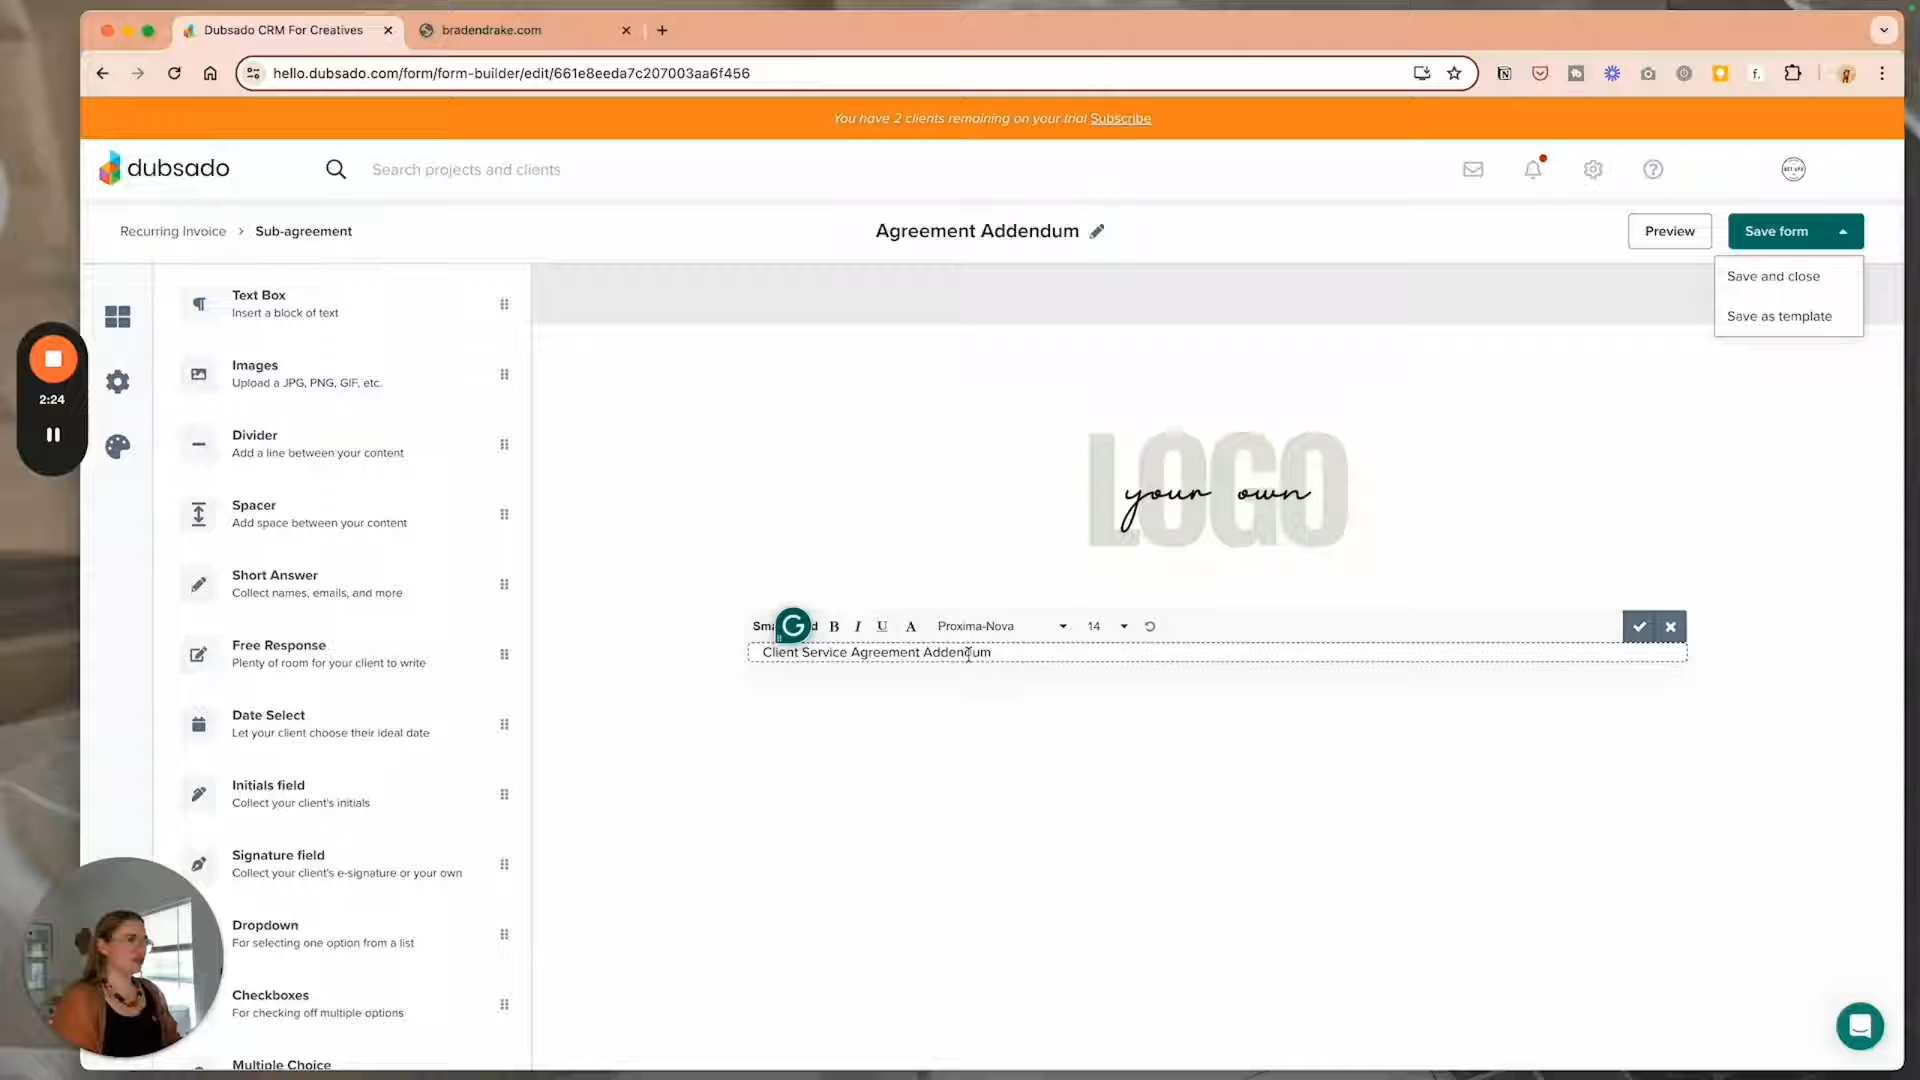 Dubsado CRM For Creatives
bradendrake.com
hello.dubsado.com/form/form-builder/edit/661e8eeda7c207003aa6f456
You have 2 clients remaining on your trial Subscribe
dubsado
Search projects and clients
Recurring Invoice > Sub-agreement
Agreement Addendum
Preview
Save form
Save and close
Save as template
Text Box
Insert a block of text
Images
Upload a JPG, PNG, GIF, etc.
2:24
Divider
Add a line between your content
Spacer
Add space between your content
Short Answer
Collect names, emails, and more
Free Response
Plenty of room for your client to write
Date Select
Let your client choose their ideal date
Initials field
Collect your client's initials
Signature field
Collect your client's e-signature or your own
Dropdown
For selecting one option from a list
Checkboxes
For checking off multiple options
Multiple Choice
LOGO
your own
B I U A Proxima-Nova 14
Client Service Agreement Addendum